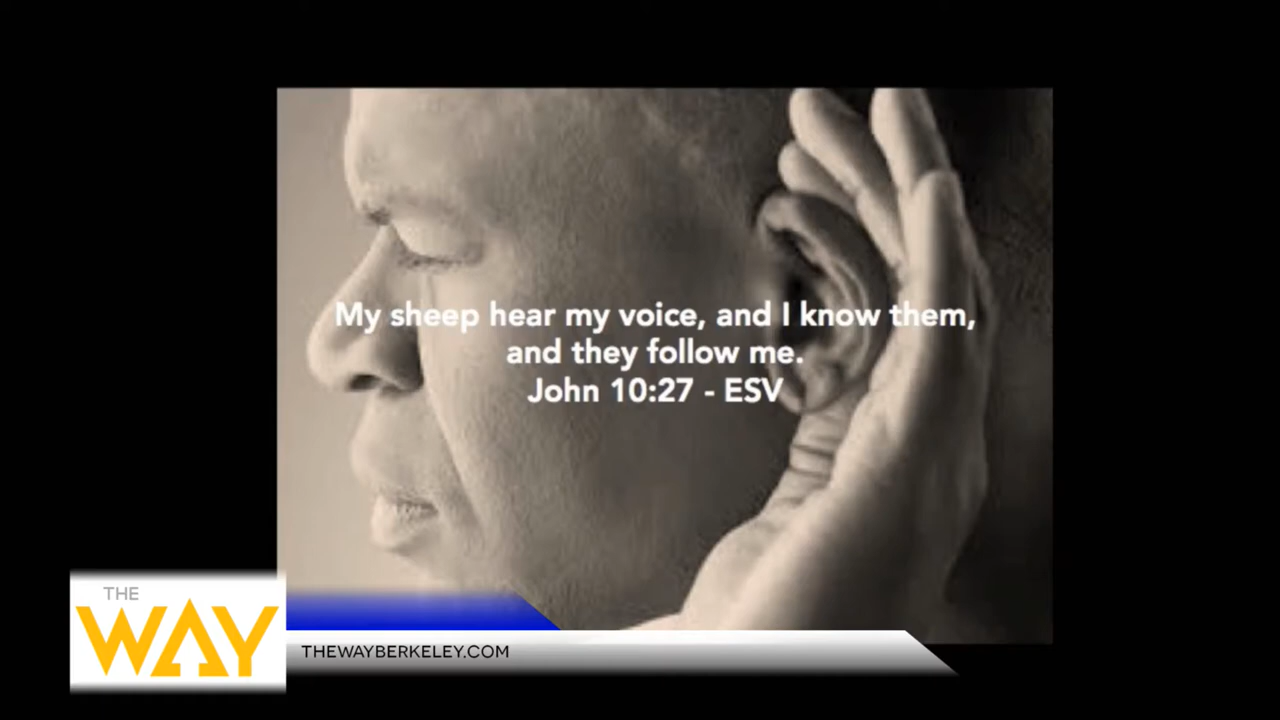 My sheep hear my voice, and I know them,
and they follow me.
John 10:27 - ESV
THE
WAY
THEWAYBERKELEY.COM